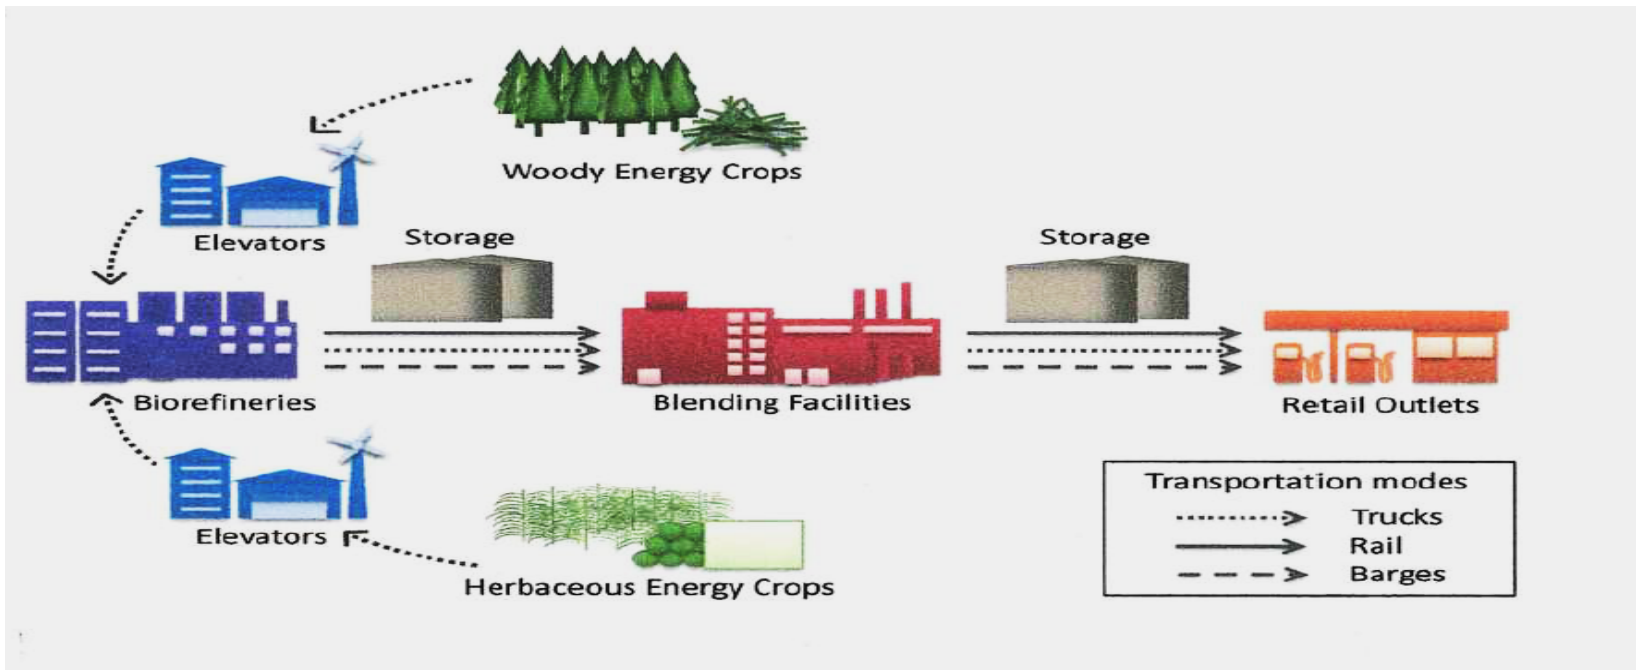 Woody Energy Crops
Elevators
Storage
Storage
Biorefineries
Blending Facilities
Retail Outlets
Elevators
Herbaceous Energy Crops
Transportation modes
Trucks
Rail
Barges